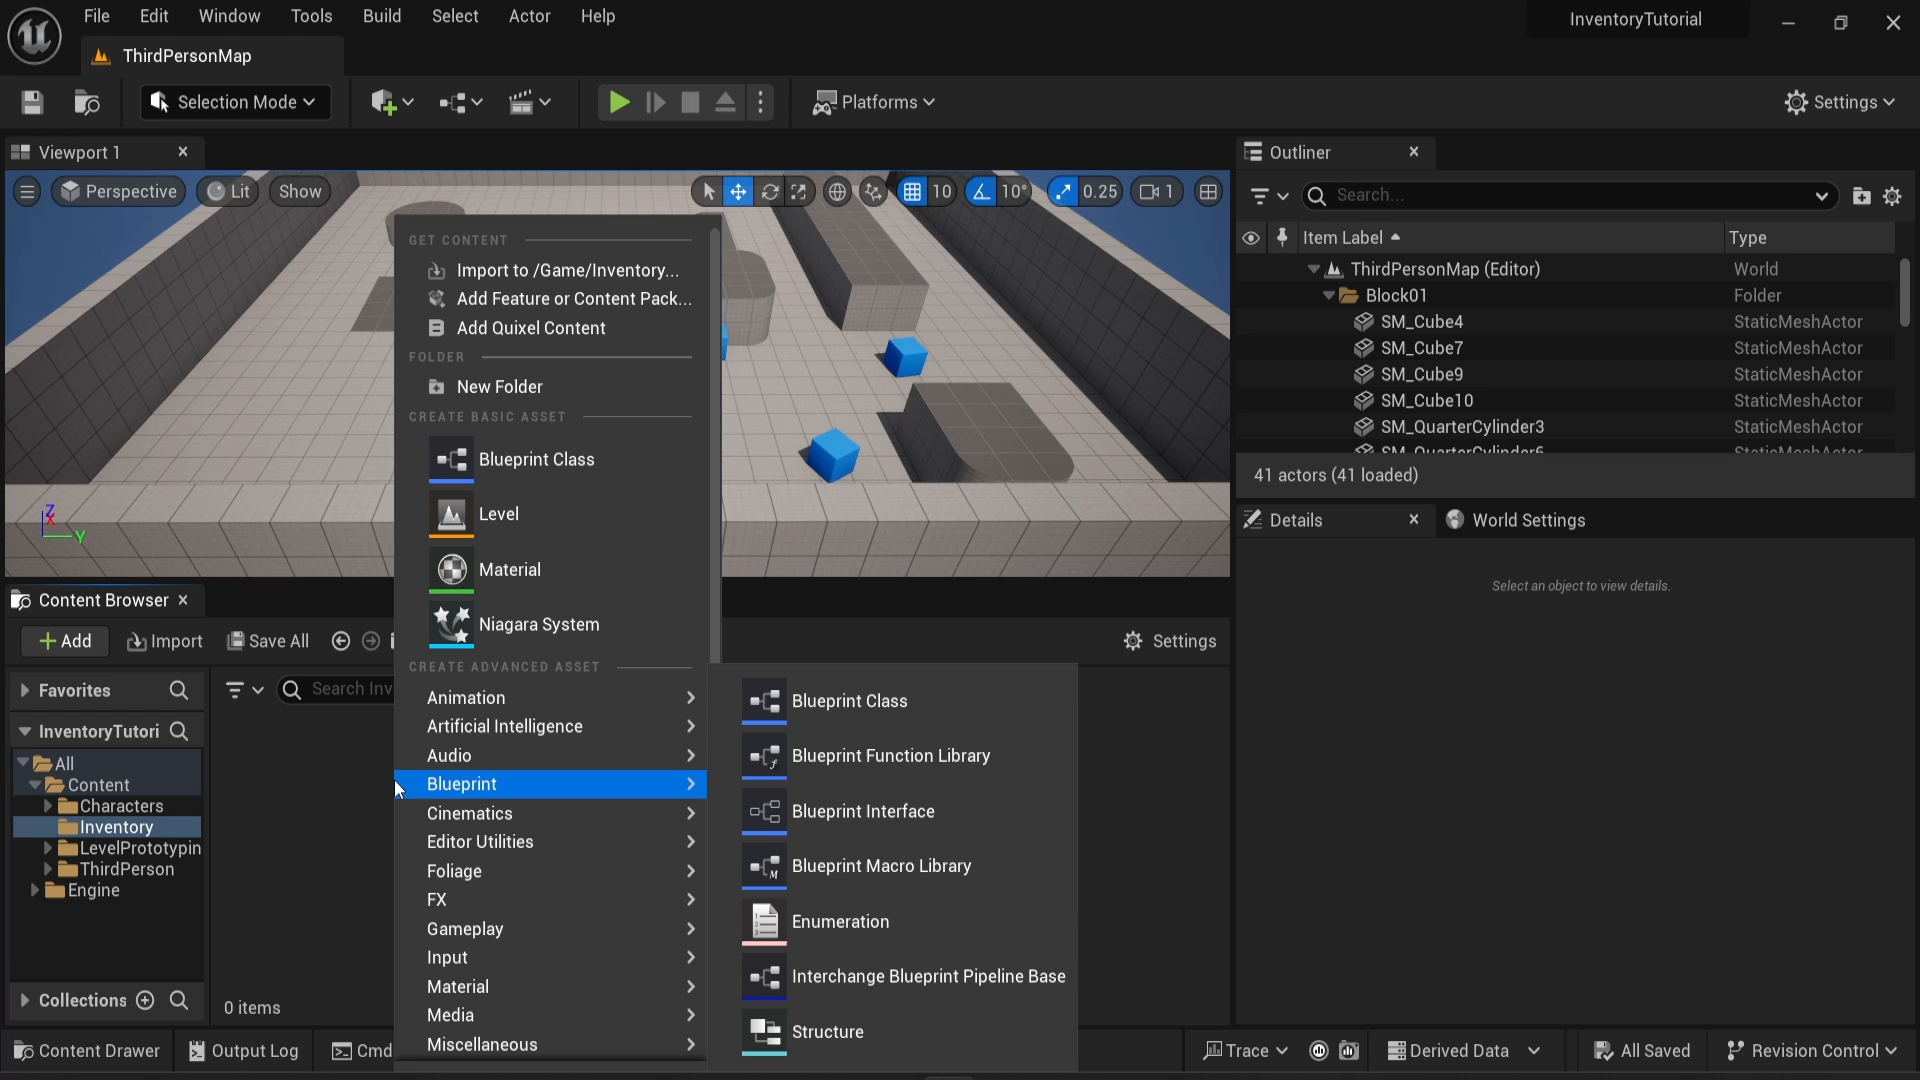 File Edit Window Tools Build Select Actor Help
InventoryTutorial
ThirdPersonMap
Selection Mode
Platforms
Settings
Viewport 1
Perspective Lit Show
10 10° 0.25 1
GET CONTENT
Import to /Game/Inventory...
Add Feature or Content Pack...
Add Quixel Content
FOLDER
New Folder
CREATE BASIC ASSET
Blueprint Class
Level
Material
Niagara System
CREATE ADVANCED ASSET
Animation
Artificial Intelligence
Audio
Blueprint
Cinematics
Editor Utilities
Foliage
FX
Gameplay
Input
Material
Media
Miscellaneous
Blueprint Class
Blueprint Function Library
Blueprint Interface
Blueprint Macro Library
Enumeration
Interchange Blueprint Pipeline Base
Structure
Z
X
Y
Outliner
Search...
Item Label Type
ThirdPersonMap (Editor) World
Block01 Folder
SM_Cube4 StaticMeshActor
SM_Cube7 StaticMeshActor
SM_Cube9 StaticMeshActor
SM_Cube10 StaticMeshActor
SM_QuarterCylinder3 StaticMeshActor
SM_QuarterCylinder6 StaticMeshActor
41 actors (41 loaded)
Details World Settings
Select an object to view details.
Content Browser
Add Import Save All
Settings
Favorites
Search Inv
InventoryTutori
All
Content
Characters
Inventory
LevelPrototypin
ThirdPerson
Engine
Collections
0 items
Content Drawer Output Log Cmd
Trace Derived Data All Saved Revision Control